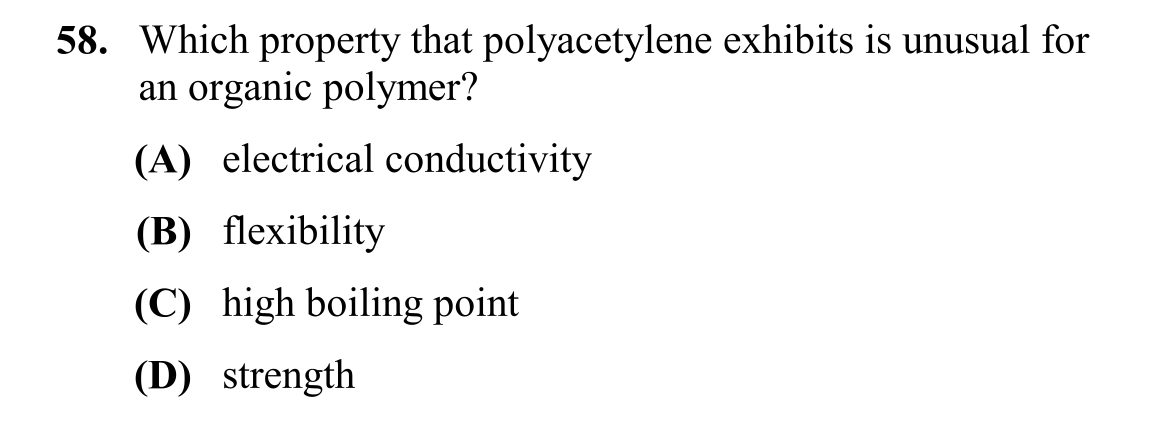 58. Which property that polyacetylene exhibits is unusual for
an organic polymer?
(A) electrical conductivity
(B) flexibility
(C) high boiling point
(D) strength